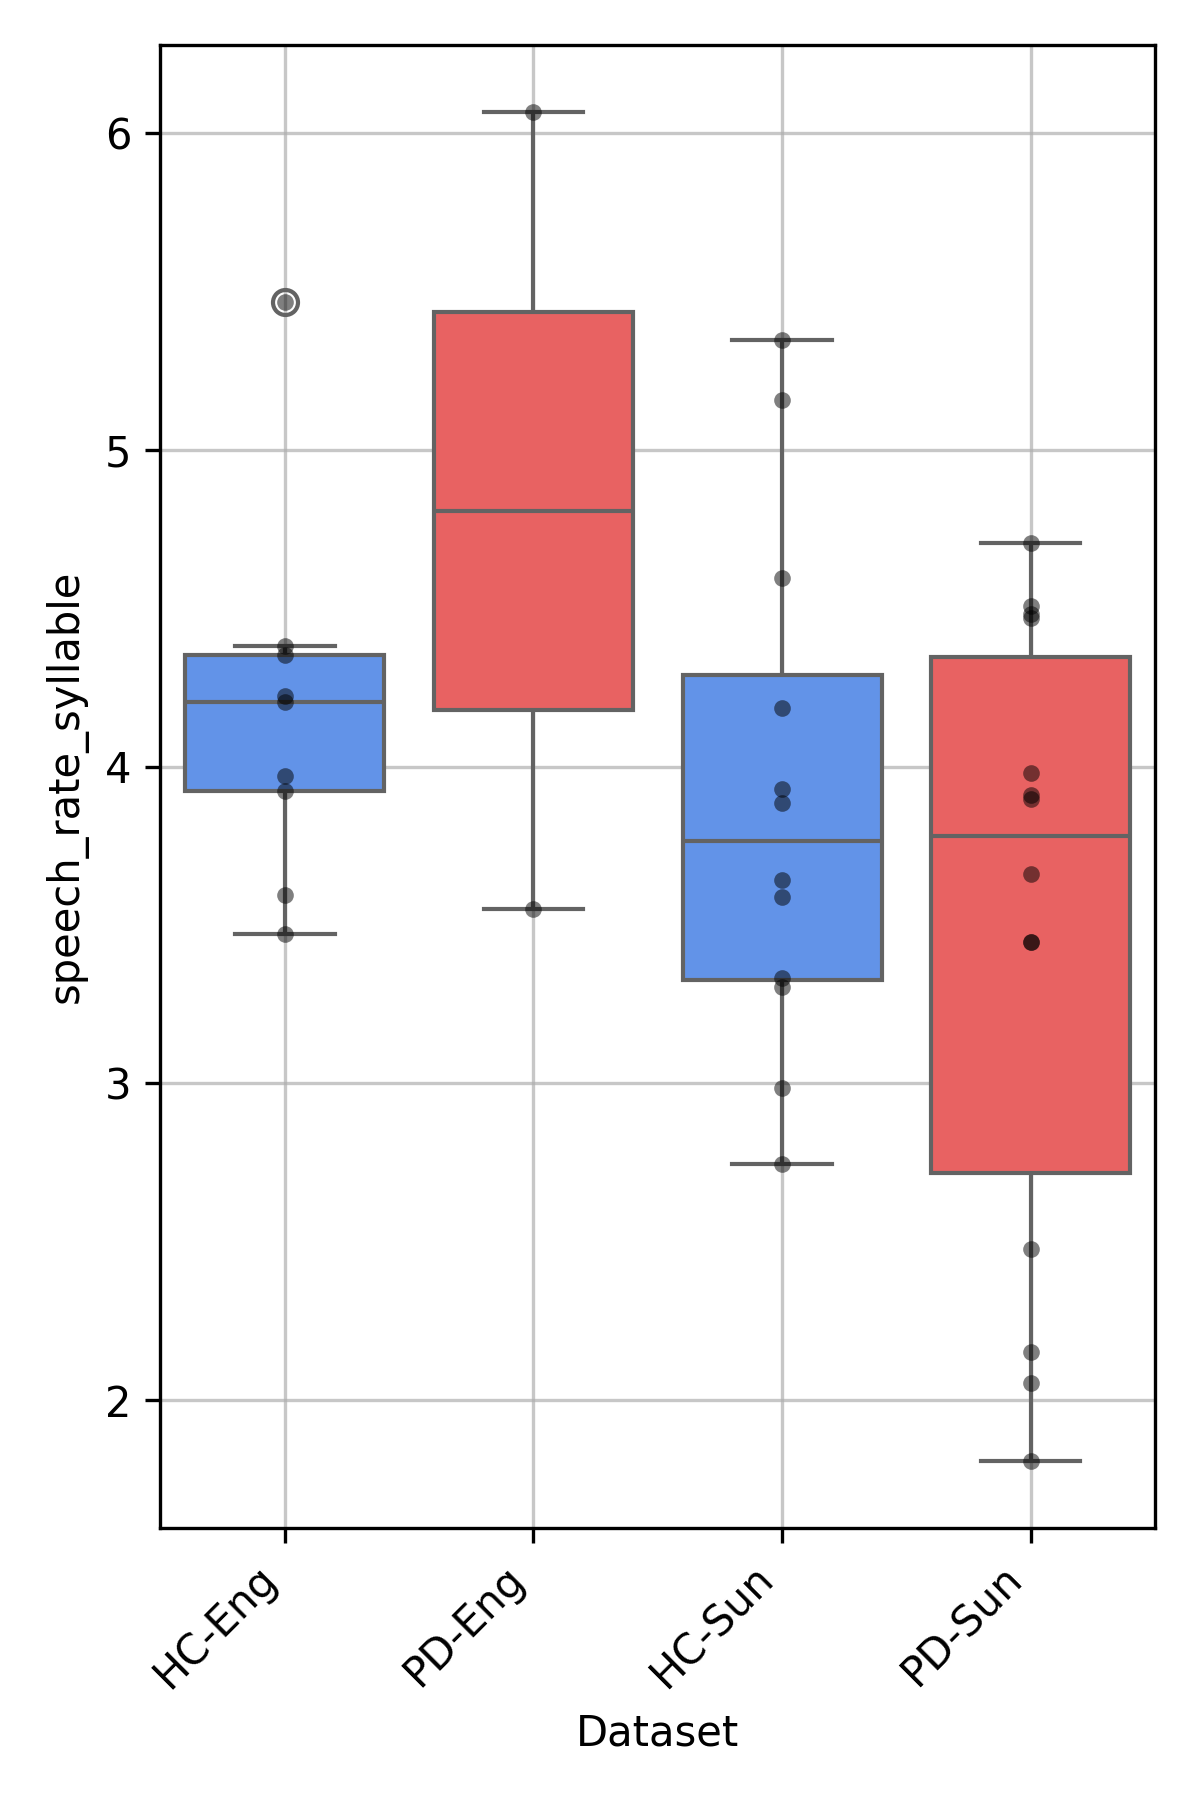 6
5
4
3
2
speech_rate_syllable
HC-Eng
PD-Eng
HC-Sun
PD-Sun
Dataset